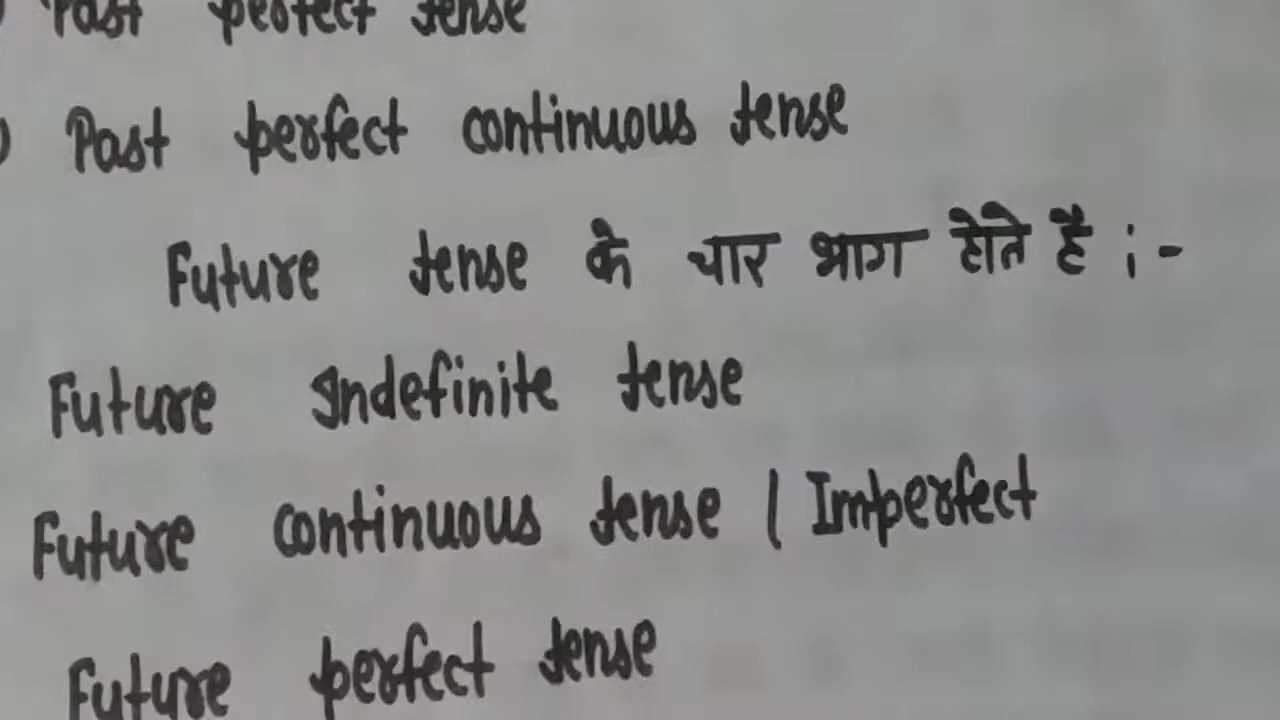 Past perfect tense
) Past perfect continuous tense
Future tense के चार भाग होते है :-
Future Indefinite tense
Future continuous tense / Imperfect
Future perfect tense